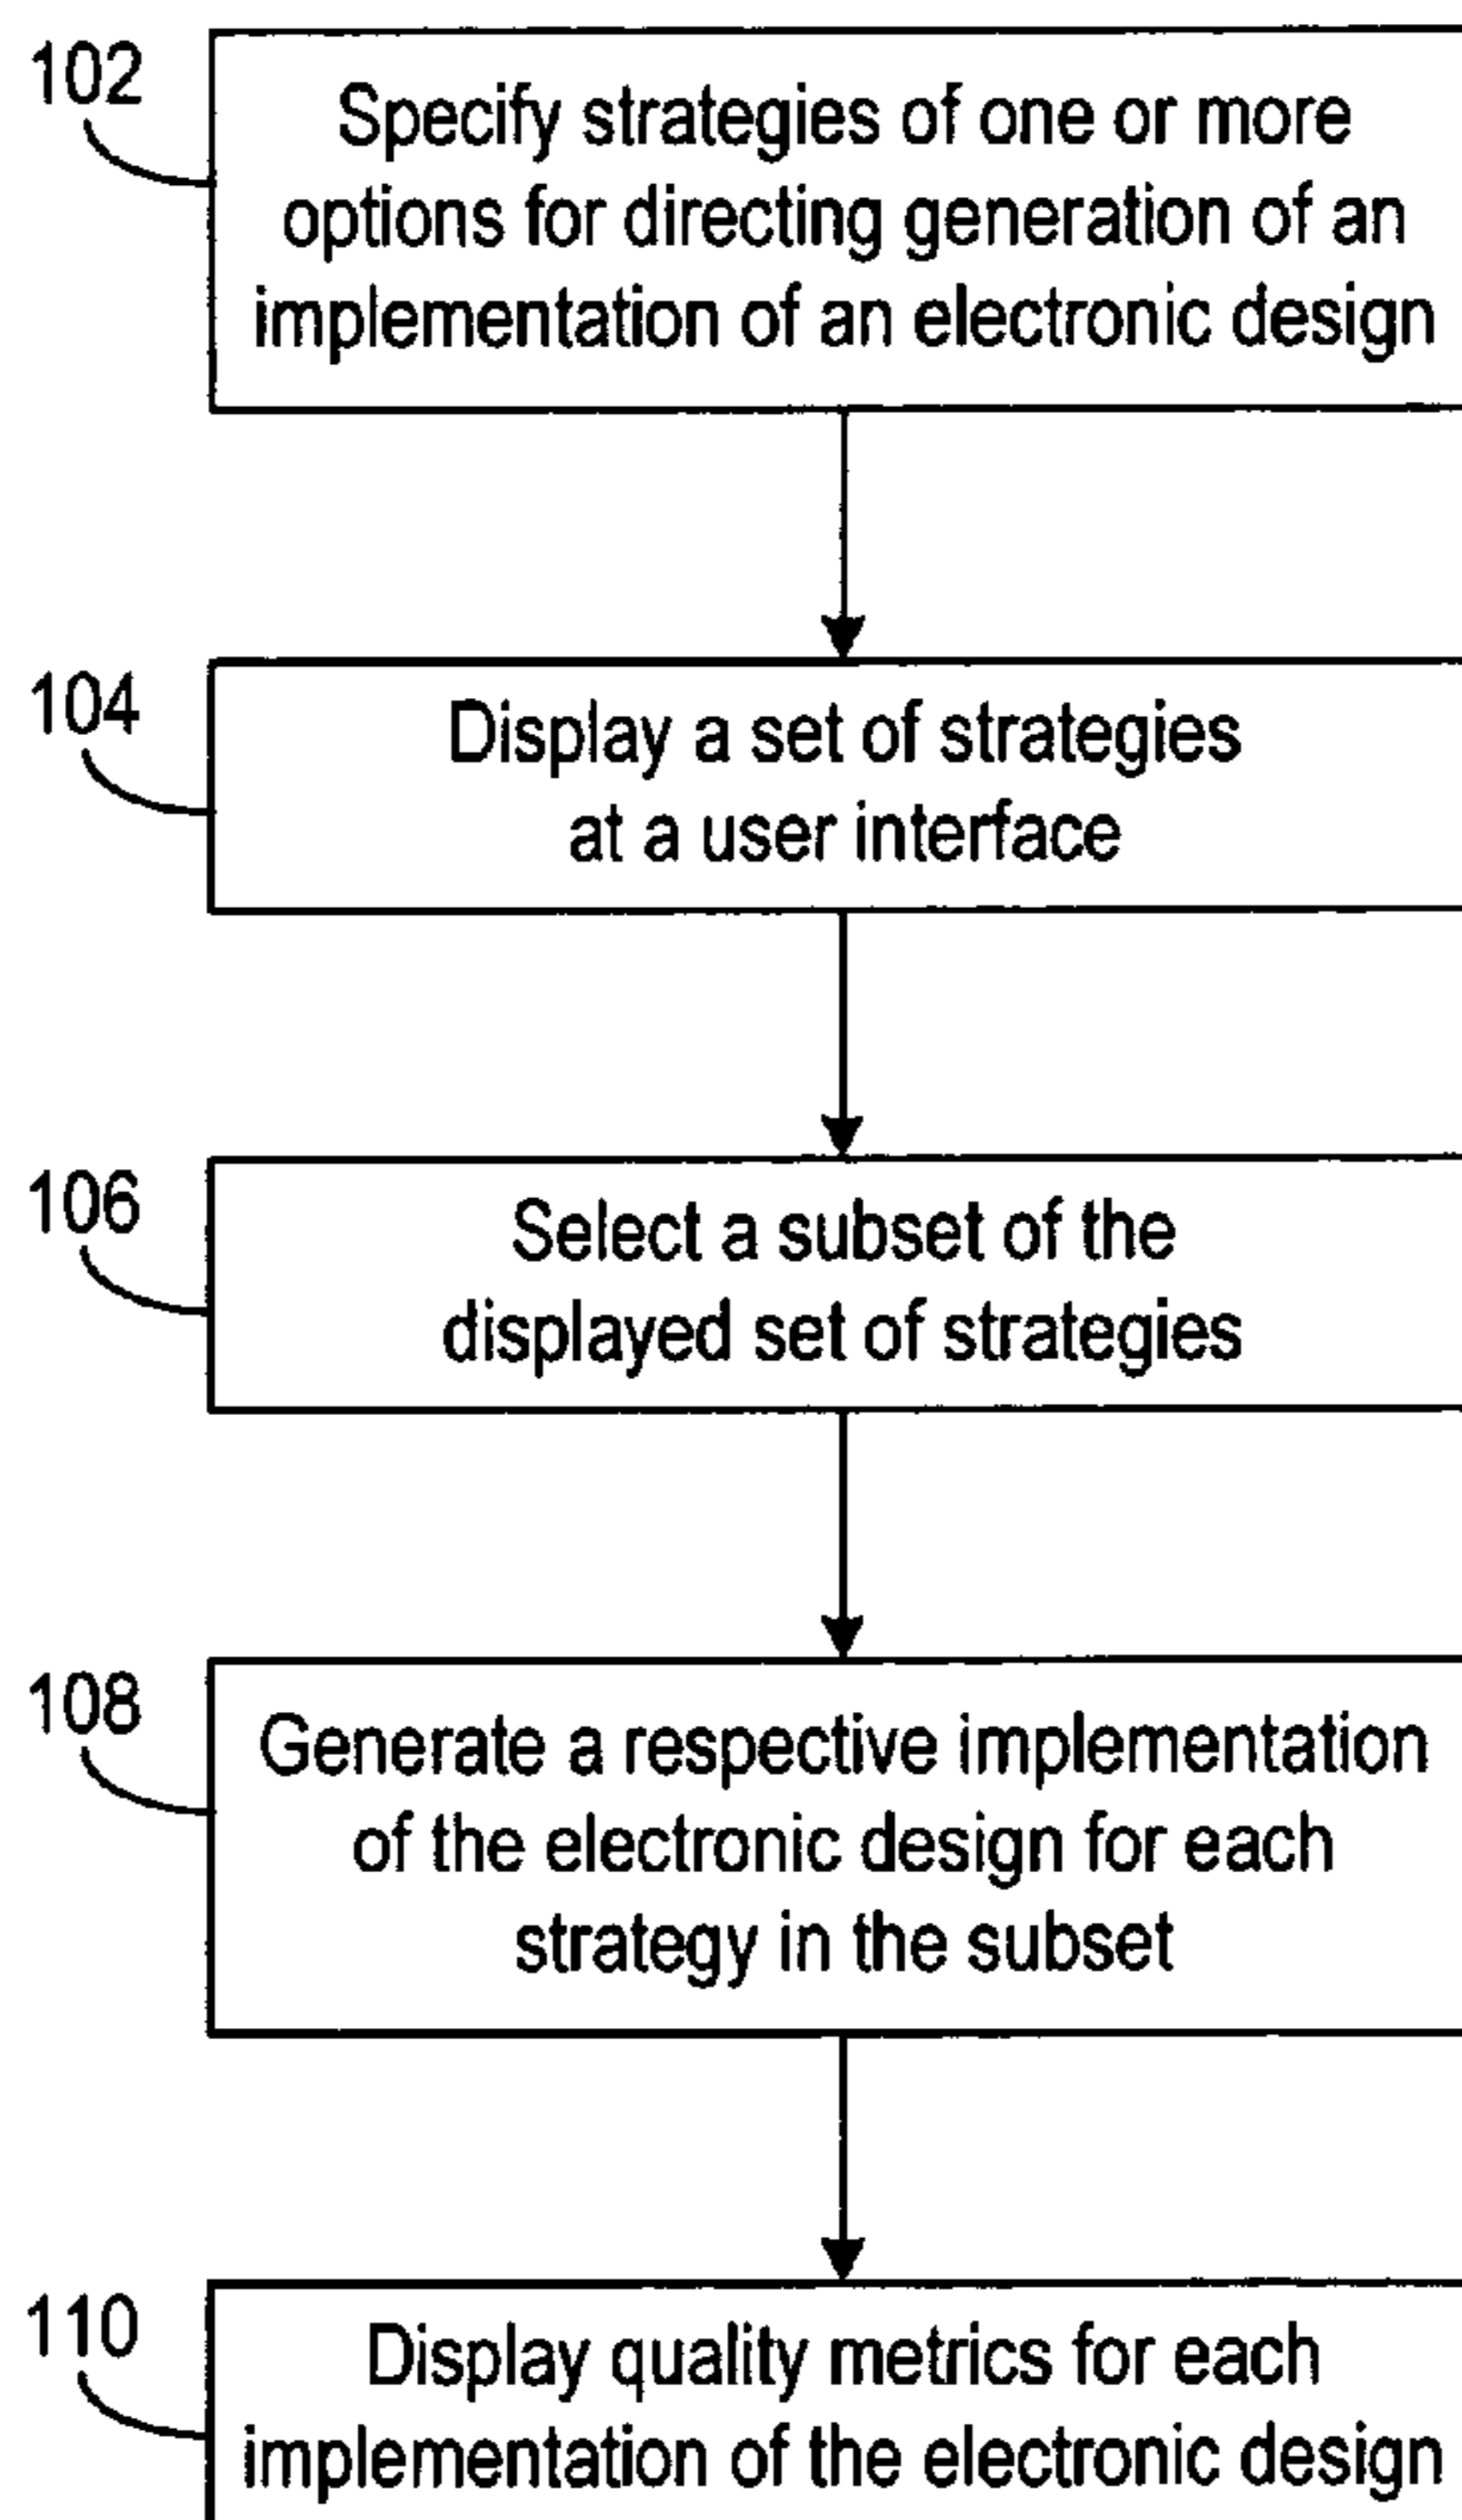 102
Specify strategies of one or more
options for directing generation of an
implementation of an electronic design
104
Display a set of strategies
at a user interface
106
Select a subset of the
displayed set of strategies
108
Generate a respective implementation
of the electronic design for each
strategy in the subset
110
Display quality metrics for each
implementation of the electronic design